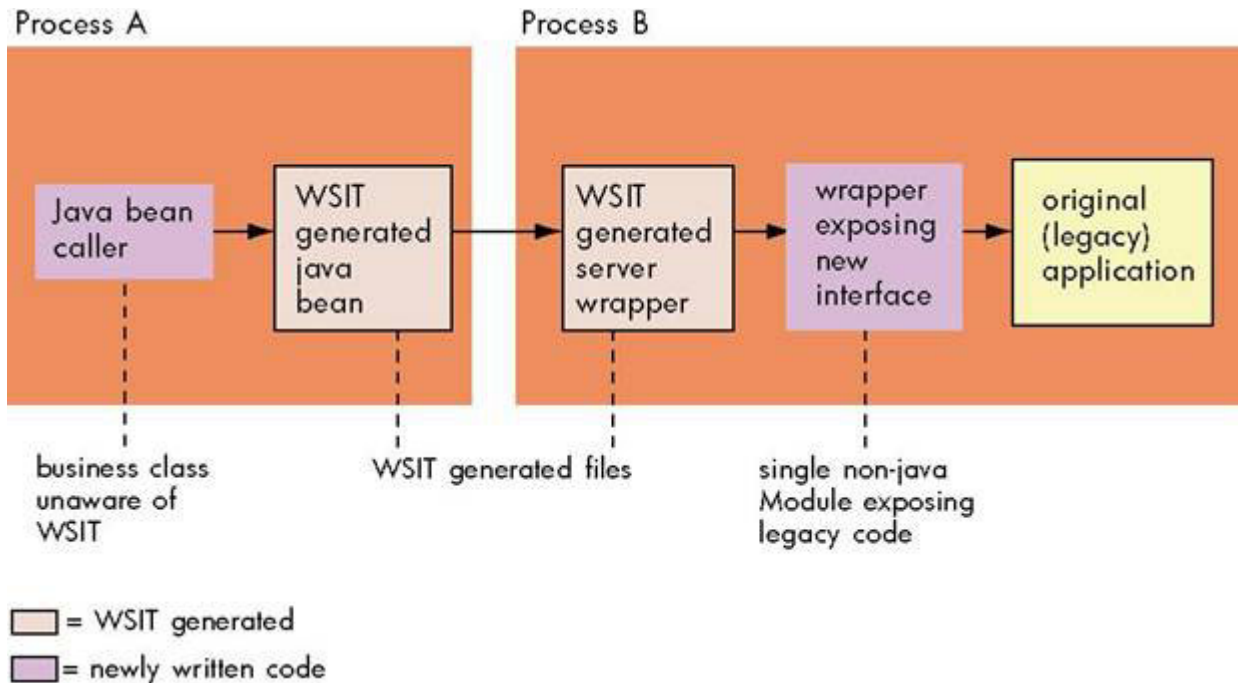 Process A
Process B
Java bean
caller
WSIT
generated
java
bean
WSIT
generated
server
wrapper
wrapper
exposing
new
interface
original
(legacy)
application
business class
unaware of
WSIT
WSIT generated files
single non-java
Module exposing
legacy code
= WSIT generated
= newly written code